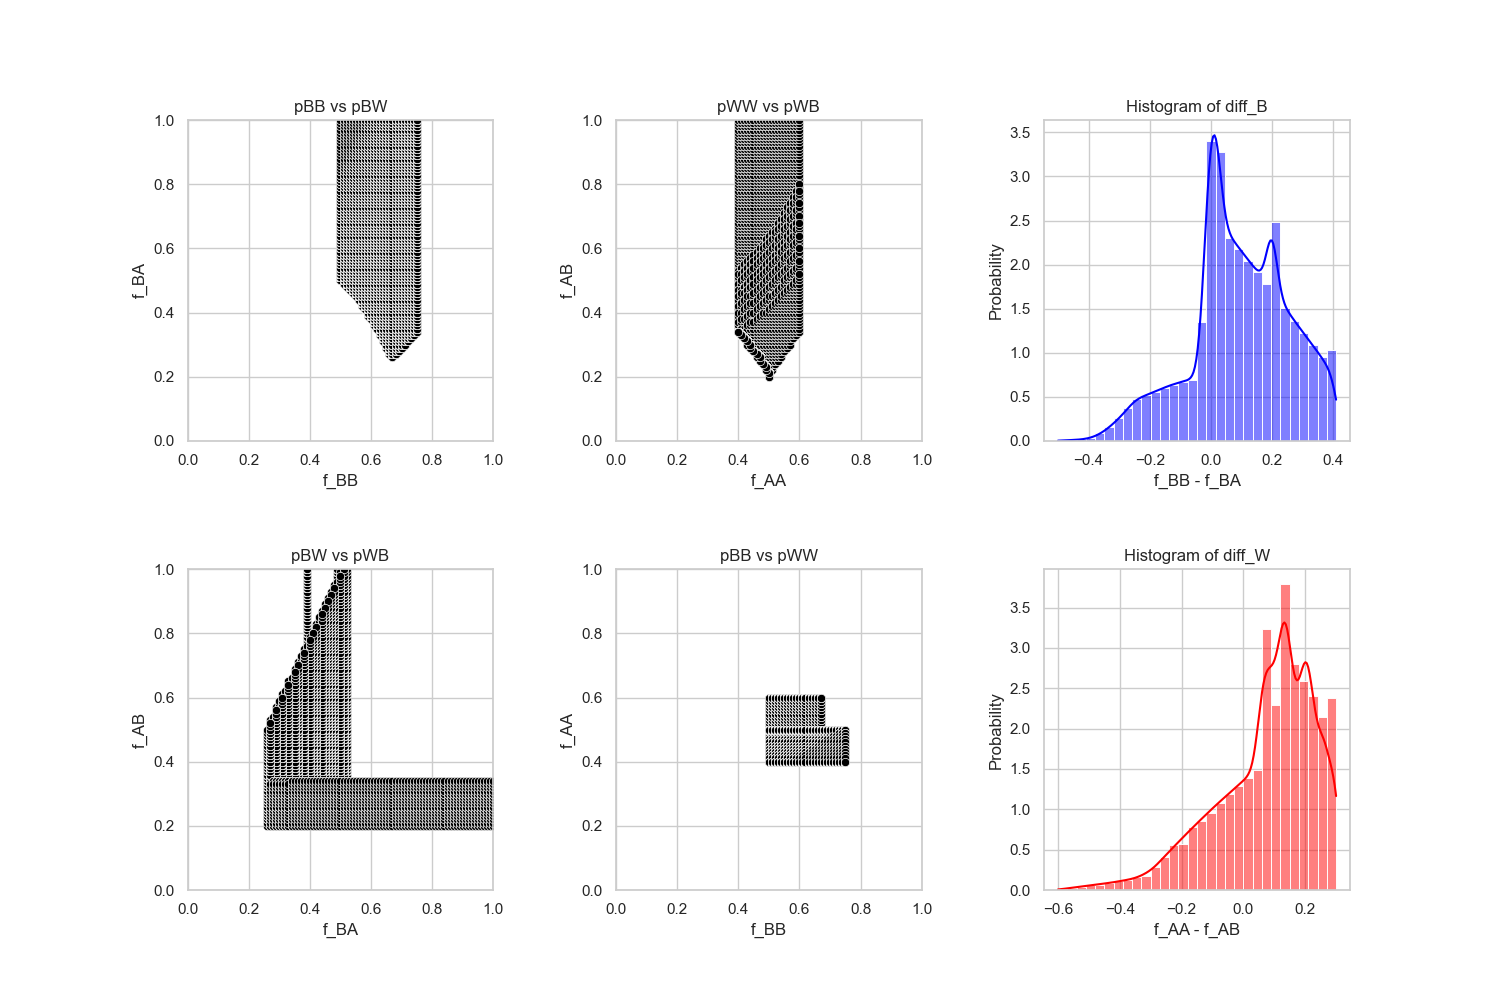 pBB vs pBW
1.0
0.8
0.6
0.4
0.2
0.0
f_BA
0.0 0.2 0.4 0.6 0.8 1.0
f_BB
pWW vs pWB
1.0
0.8
0.6
0.4
0.2
0.0
f_AB
0.0 0.2 0.4 0.6 0.8 1.0
f_AA
Histogram of diff_B
3.5
3.0
2.5
2.0
1.5
1.0
0.5
0.0
Probability
−0.4 −0.2 0.0 0.2 0.4
f_BB - f_BA
pBW vs pWB
1.0
0.8
0.6
0.4
0.2
0.0
f_AB
0.0 0.2 0.4 0.6 0.8 1.0
f_BA
pBB vs pWW
1.0
0.8
0.6
0.4
0.2
0.0
f_AA
0.0 0.2 0.4 0.6 0.8 1.0
f_BB
Histogram of diff_W
3.5
3.0
2.5
2.0
1.5
1.0
0.5
0.0
Probability
−0.6 −0.4 −0.2 0.0 0.2
f_AA - f_AB